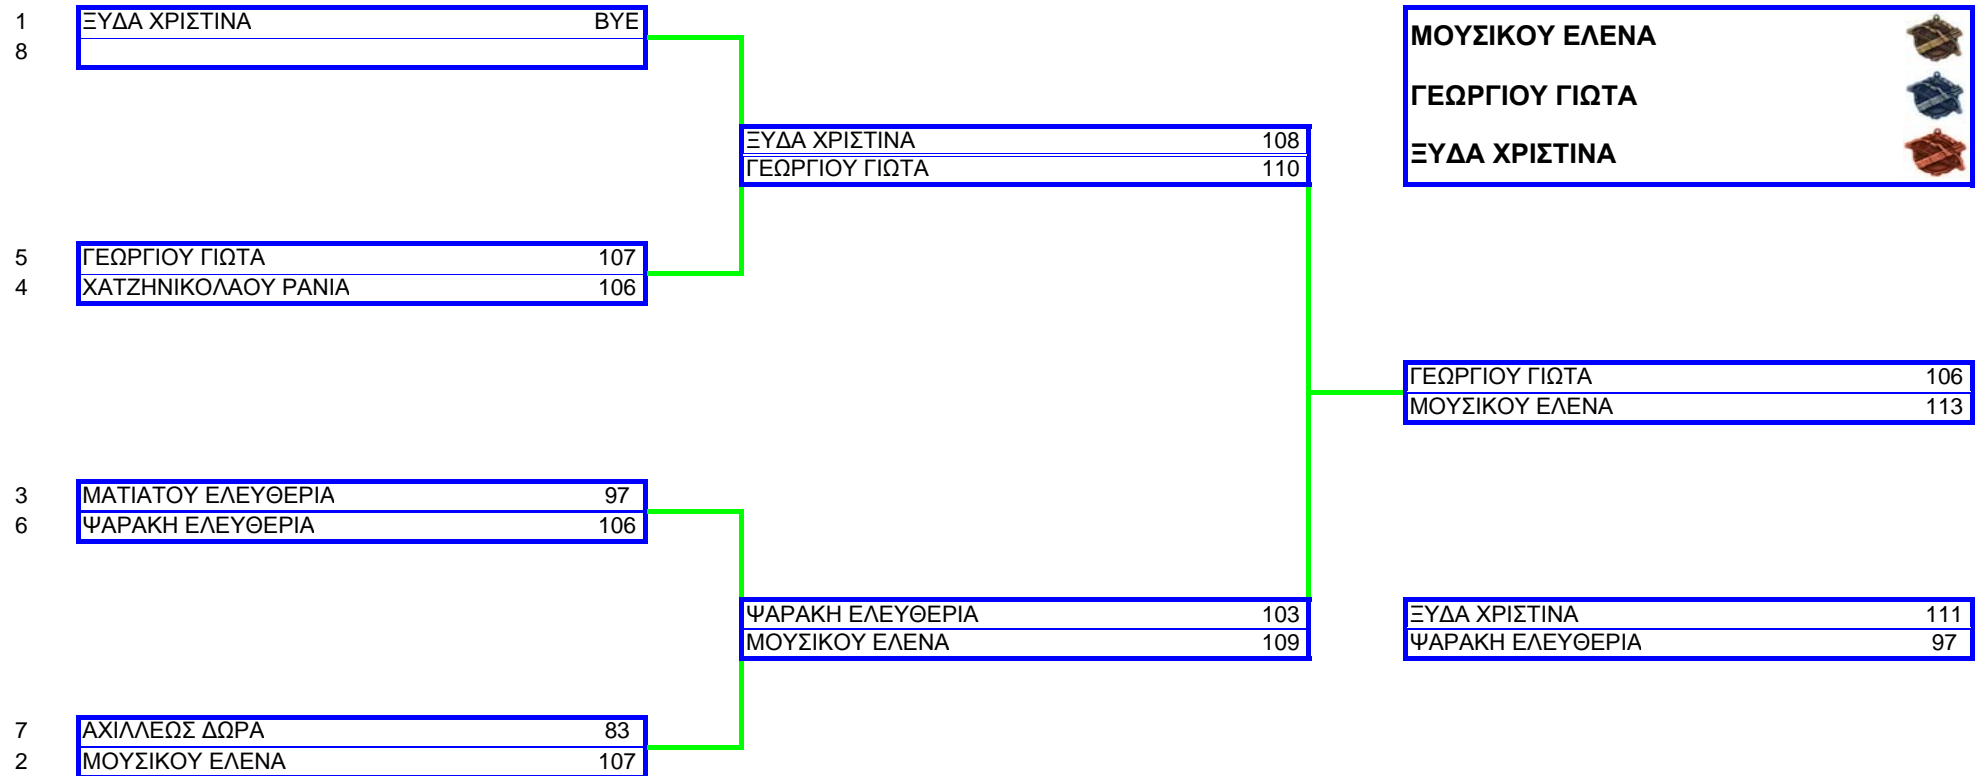 1 ΞΥΔΑ ΧΡΙΣΤΙΝΑ BYE
8
ΜΟΥΣΙΚΟΥ ΕΛΕΝΑ
ΓΕΩΡΓΙΟΥ ΓΙΩΤΑ
ΞΥΔΑ ΧΡΙΣΤΙΝΑ
ΞΥΔΑ ΧΡΙΣΤΙΝΑ 108
ΓΕΩΡΓΙΟΥ ΓΙΩΤΑ 110
5 ΓΕΩΡΓΙΟΥ ΓΙΩΤΑ 107
4 ΧΑΤΖΗΝΙΚΟΛΑΟΥ ΡΑΝΙΑ 106
ΓΕΩΡΓΙΟΥ ΓΙΩΤΑ 106
ΜΟΥΣΙΚΟΥ ΕΛΕΝΑ 113
3 ΜΑΤΙΑΤΟΥ ΕΛΕΥΘΕΡΙΑ 97
6 ΨΑΡΑΚΗ ΕΛΕΥΘΕΡΙΑ 106
ΨΑΡΑΚΗ ΕΛΕΥΘΕΡΙΑ 103
ΜΟΥΣΙΚΟΥ ΕΛΕΝΑ 109
ΞΥΔΑ ΧΡΙΣΤΙΝΑ 111
ΨΑΡΑΚΗ ΕΛΕΥΘΕΡΙΑ 97
7 ΑΧΙΛΛΕΩΣ ΔΩΡΑ 83
2 ΜΟΥΣΙΚΟΥ ΕΛΕΝΑ 107